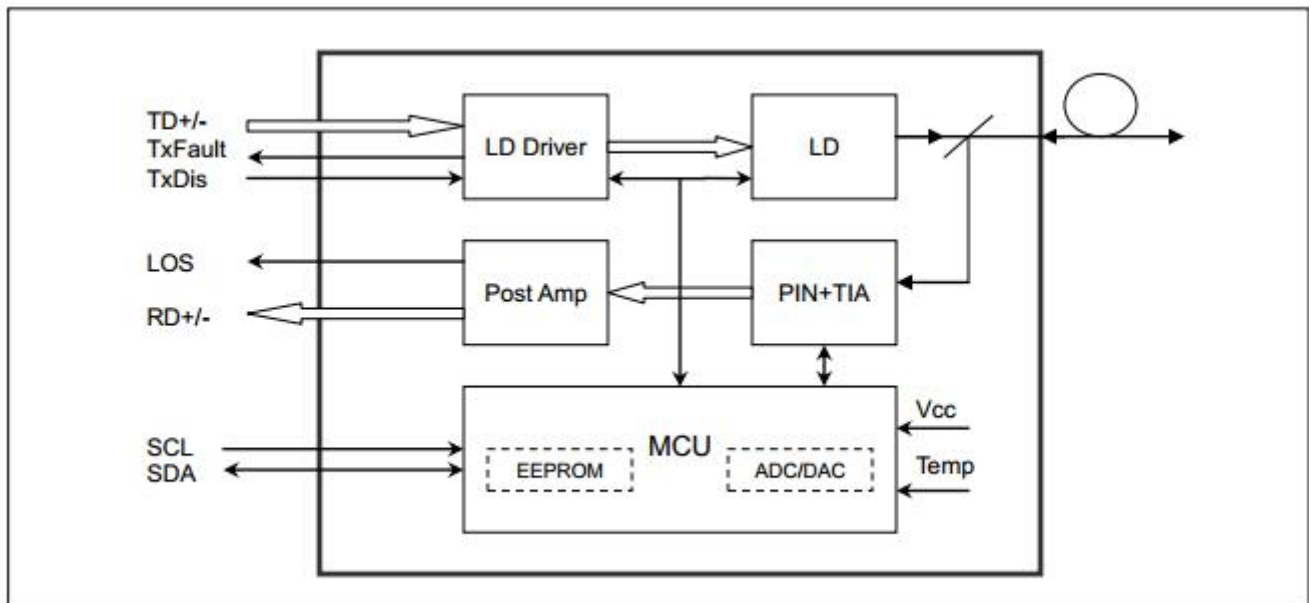 TD+/-
TxFault
TxDis
LD Driver
LD
LOS
RD+/-
Post Amp
PIN+TIA
SCL
SDA
MCU
EEPROM
ADC/DAC
Vcc
Temp